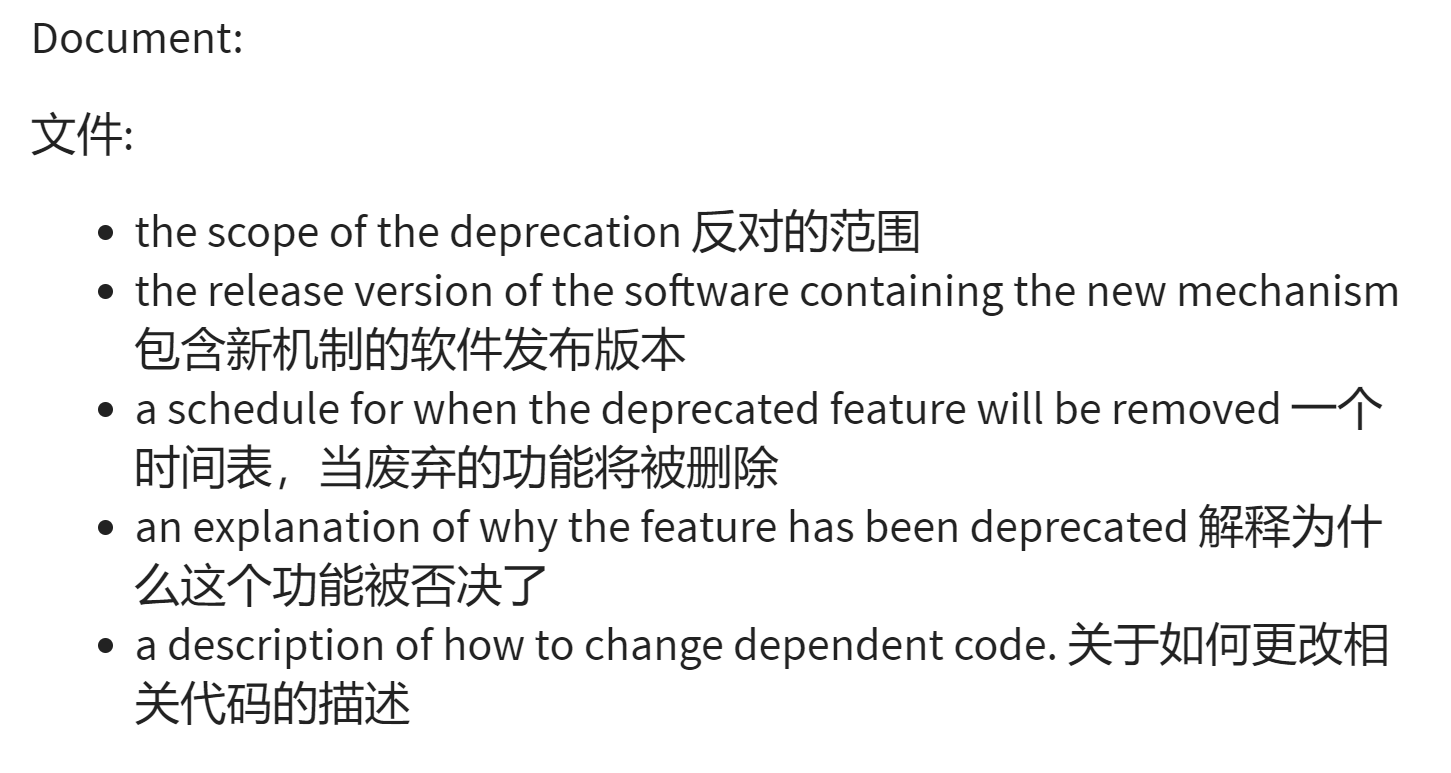 Document:
文件:
• the scope of the deprecation 反对的范围
• the release version of the software containing the new mechanism
包含新机制的软件发布版本
• a schedule for when the deprecated feature will be removed 一个
时间表，当废弃的功能将被删除
• an explanation of why the feature has been deprecated 解释为什
么这个功能被否决了
• a description of how to change dependent code. 关于如何更改相
关代码的描述